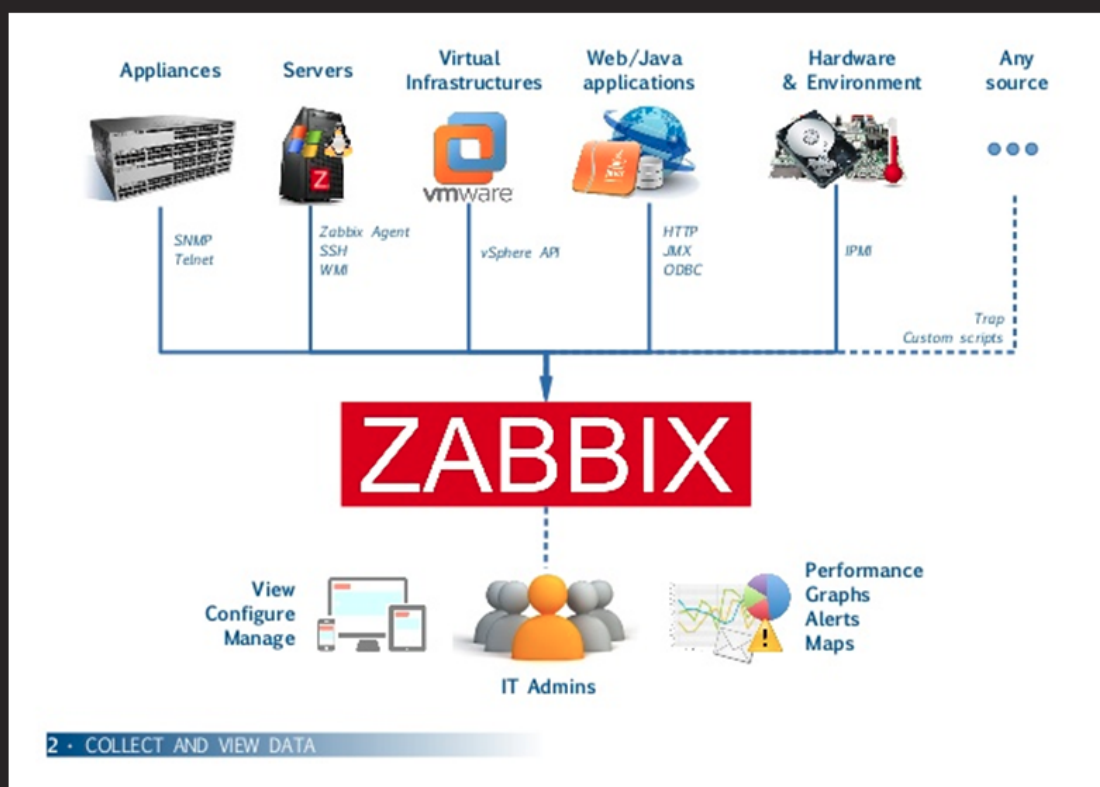 Appliances
Servers
Virtual
Infrastructures
Web/Java
applications
Hardware
& Environment
Any
source
Z
vmware
Java
SNMP
Telnet
Zabbix Agent
SSH
WMI
vSphere API
HTTP
JMX
ODBC
IPMI
Trap
Custom scripts
ZABBIX
View
Configure
Manage
IT Admins
Performance
Graphs
Alerts
Maps
2 · COLLECT AND VIEW DATA